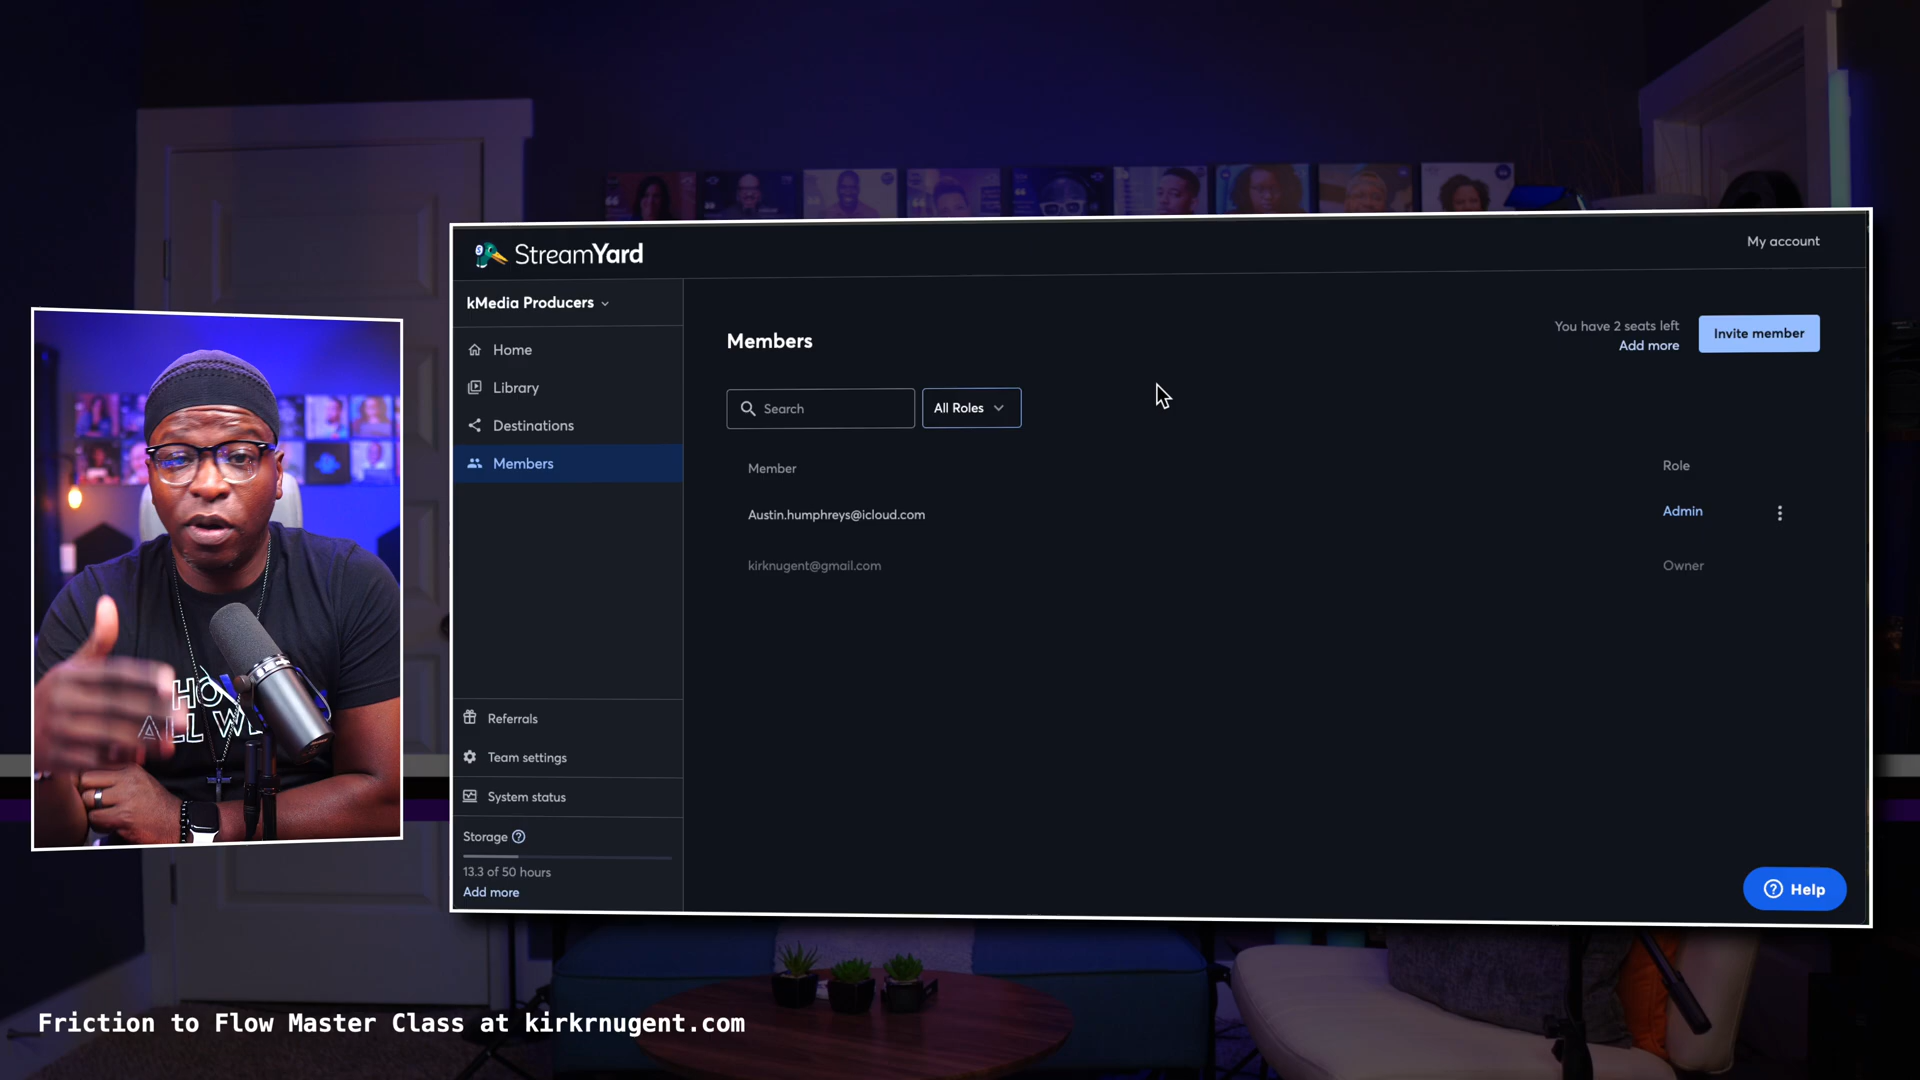 StreamYard
My account
kMedia Producers
Home
Library
Destinations
Members
Referrals
Team settings
System status
Storage
13.3 of 50 hours
Add more
Members
You have 2 seats left
Add more
Invite member
Search
All Roles
Member
Role
Austin.humphreys@icloud.com
Admin
kirknugent@gmail.com
Owner
Help
Friction to Flow Master Class at kirkrnugent.com